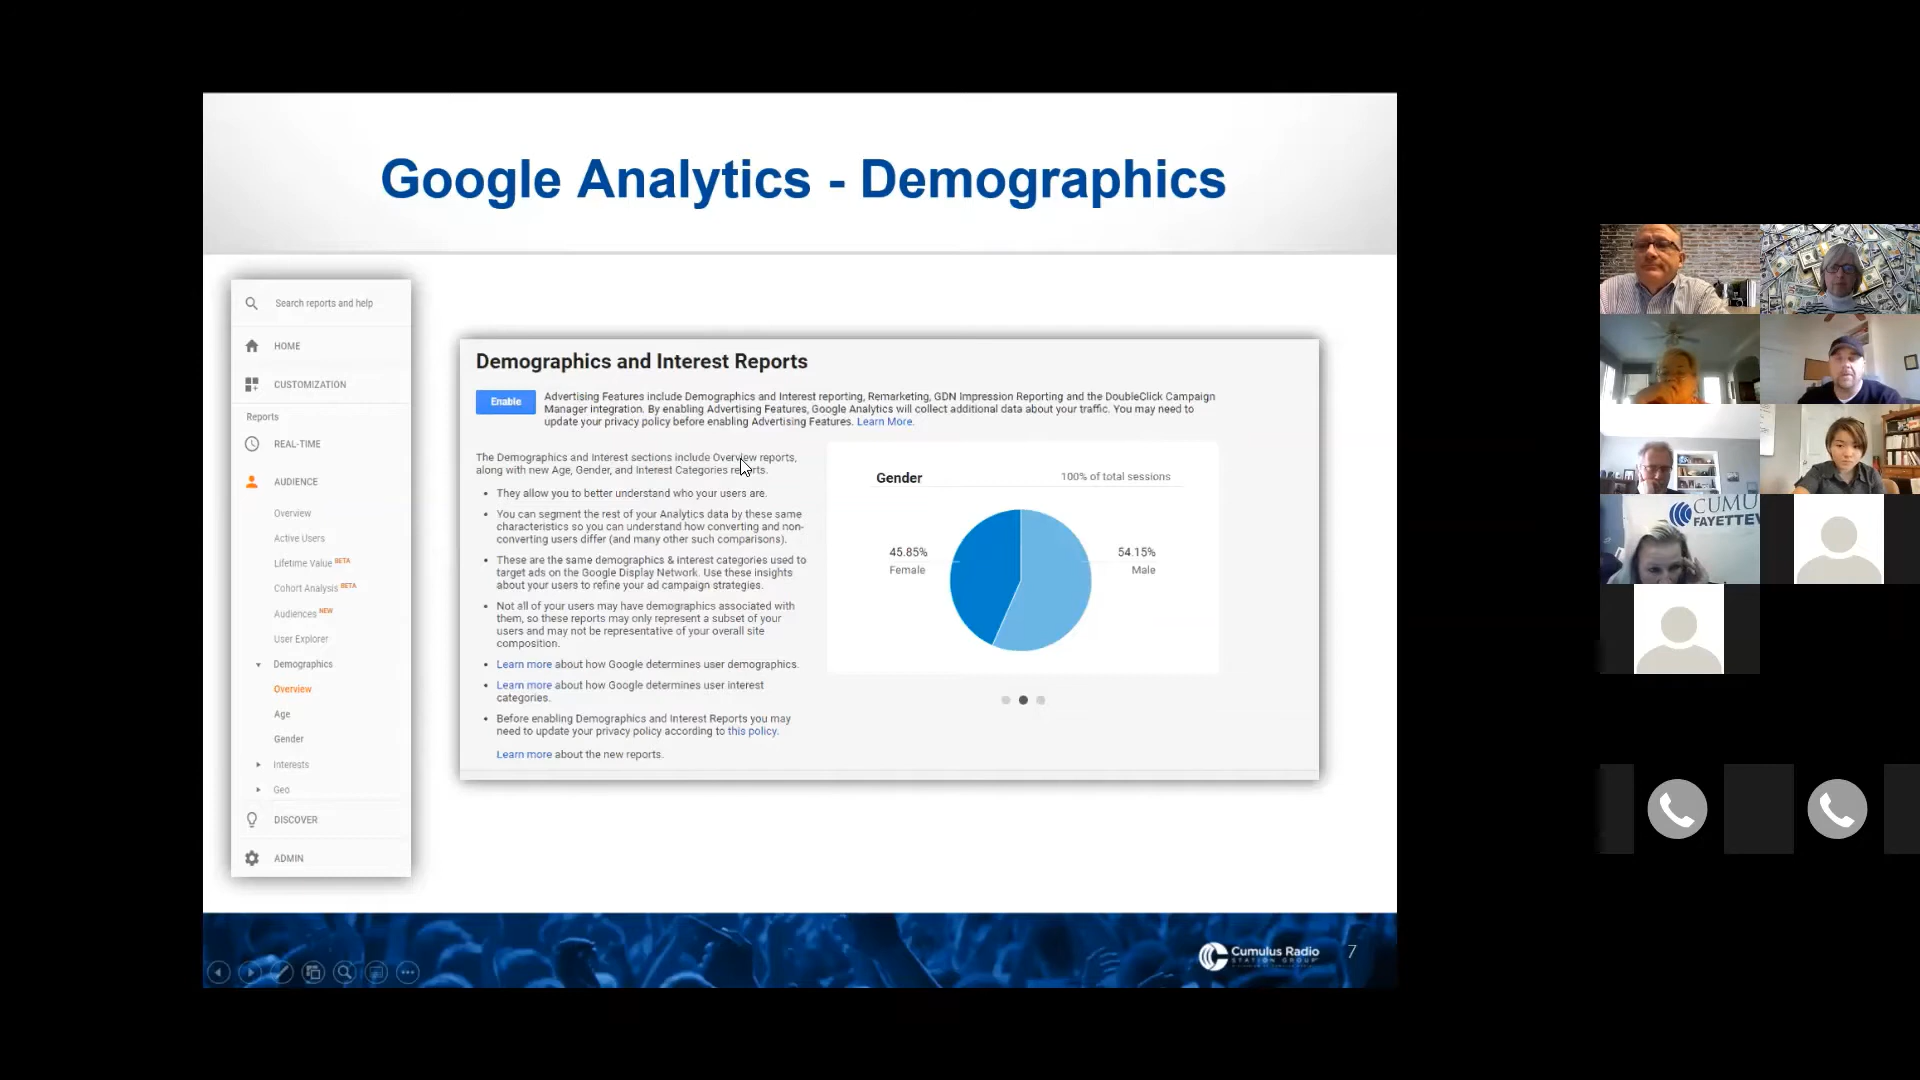 Google Analytics - Demographics
Search reports and help
HOME
CUSTOMIZATION
Reports
REAL-TIME
AUDIENCE
Overview
Active Users
Lifetime Value BETA
Cohort Analysis BETA
Audiences NEW
User Explorer
Demographics
Overview
Age
Gender
Interests
Geo
DISCOVER
ADMIN
Demographics and Interest Reports
Enable
Advertising Features include Demographics and Interest reporting, Remarketing, GDN Impression Reporting and the DoubleClick Campaign
Manager integration. By enabling Advertising Features, Google Analytics will collect additional data about your traffic. You may need to
update your privacy policy before enabling Advertising Features. Learn More.
The Demographics and Interest sections include Overview reports,
along with new Age, Gender, and Interest Categories reports.
• They allow you to better understand who your users are.
• You can segment the rest of your Analytics data by these same
characteristics so you can understand how converting and non-
converting users differ (and many other such comparisons).
• These are the same demographics & interest categories used to
target ads on the Google Display Network. Use these insights
about your users to refine your ad campaign strategies.
• Not all of your users may have demographics associated with
them, so these reports may only represent a subset of your
users and may not be representative of your overall site
composition.
• Learn more about how Google determines user demographics.
• Learn more about how Google determines user interest
categories.
• Before enabling Demographics and Interest Reports you may
need to update your privacy policy according to this policy.
Learn more about the new reports.
Gender
100% of total sessions
45.85%
Female
54.15%
Male
Cumulus Radio
STATION GROUP
7
CUMU
FAYETTEV